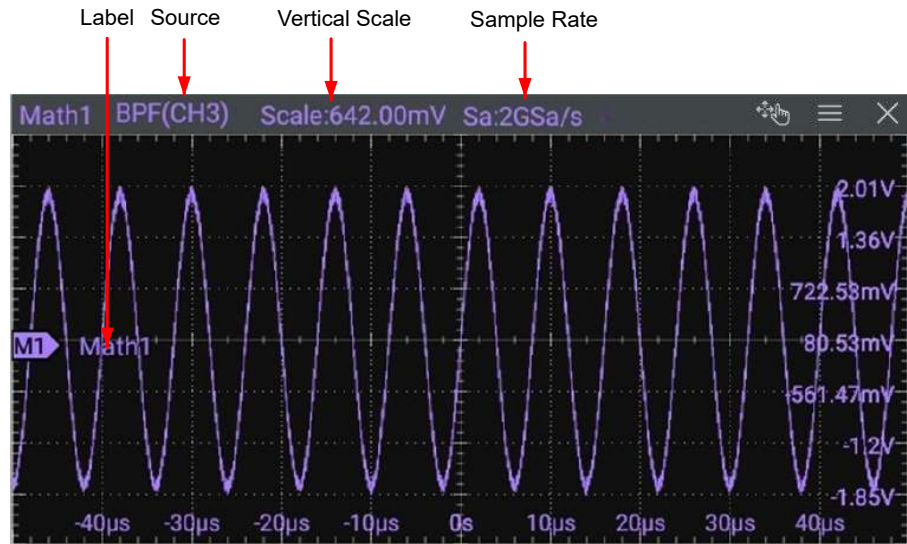 Label Source Vertical Scale Sample Rate
Math1 BPF(CH3) Scale:642.00mV Sa:2GSa/s
2.01V
1.36V
722.53mV
M1 Math1 80.53mV
-561.47mV
-1.2V
-1.85V
-40μs -30μs -20μs -10μs 0s 10μs 20μs 30μs 40μs